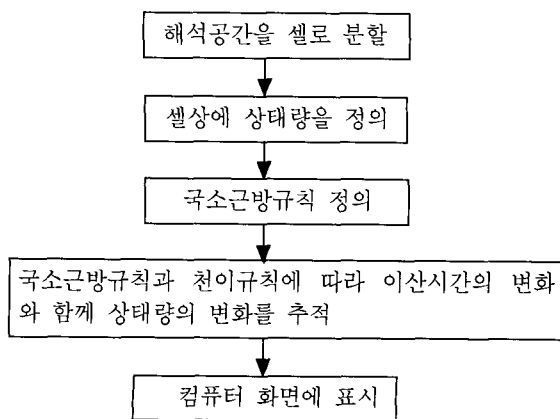 해석공간을 셀로 분할
셀상에 상태량을 정의
국소근방규칙 정의
국소근방규칙과 천이규칙에 따라 이산시간의 변화
와 함께 상태량의 변화를 추적
컴퓨터 화면에 표시